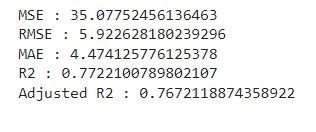 MSE : 35.07752456136463
RMSE : 5.922628180239296
MAE : 4.474125776125378
R2 : 0.7722100789802107
Adjusted R2 : 0.7672118874358922